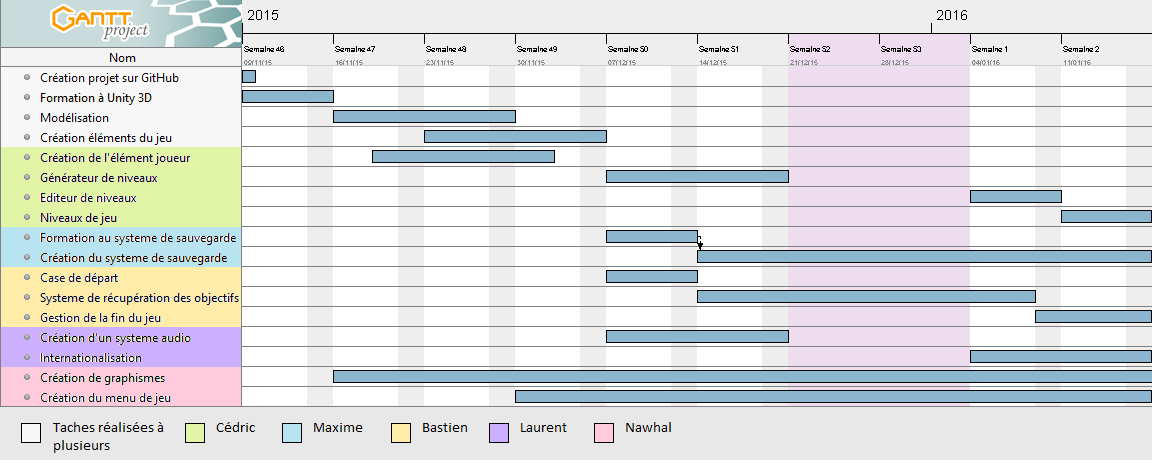 GANTT
project
2015
2016
Nom
Semaine 46
Semaine 47
Semaine 48
Semaine 49
Semaine 50
Semaine 51
Semaine 52
Semaine 53
Semaine 1
Semaine 2
09/11/15
16/11/15
23/11/15
30/11/15
07/12/15
14/12/15
21/12/15
28/12/15
04/01/16
11/01/16
Création projet sur GitHub
Formation à Unity 3D
Modélisation
Création éléments du jeu
Création de l'élément joueur
Générateur de niveaux
Editeur de niveaux
Niveaux de jeu
Formation au systeme de sauvegarde
Création du systeme de sauvegarde
Case de départ
Systeme de récupération des objectifs
Gestion de la fin du jeu
Création d'un systeme audio
Internationalisation
Création de graphismes
Création du menu de jeu
Taches réalisées à
plusieurs
Cédric
Maxime
Bastien
Laurent
Nawhal